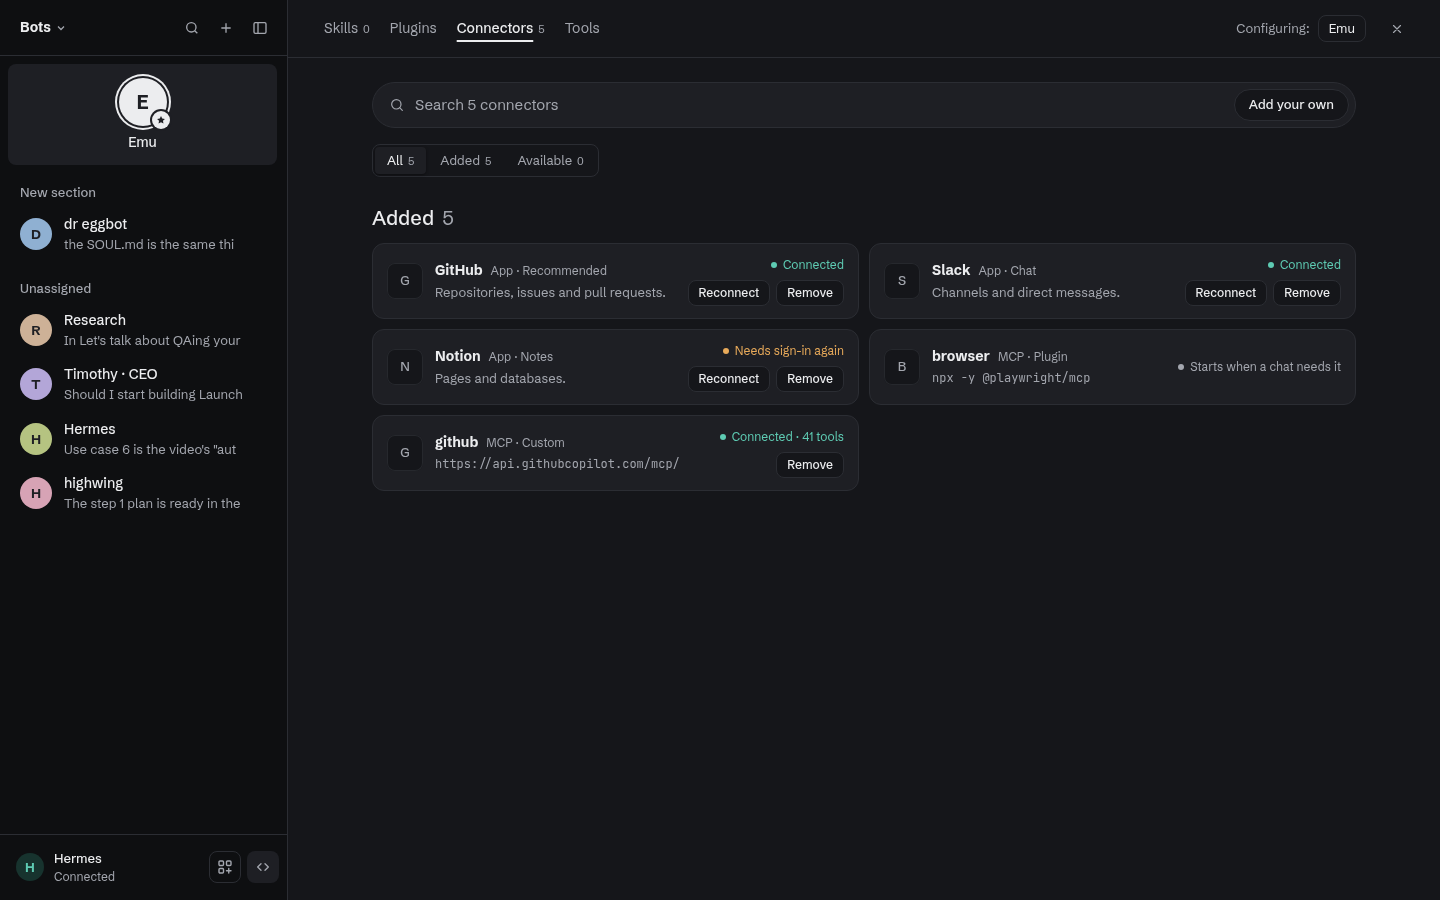 Bots
Skills 0 Plugins Connectors 5 Tools
Configuring: Emu
E
Emu
New section
D
dr eggbot
the SOUL.md is the same thi
Unassigned
R
Research
In Let's talk about QAing your
T
Timothy · CEO
Should I start building Launch
H
Hermes
Use case 6 is the video's "aut
H
highwing
The step 1 plan is ready in the
H
Hermes
Connected
Search 5 connectors
Add your own
All 5 Added 5 Available 0
Added 5
G
GitHub App · Recommended
Repositories, issues and pull requests.
Connected
Reconnect Remove
S
Slack App · Chat
Channels and direct messages.
Connected
Reconnect Remove
N
Notion App · Notes
Pages and databases.
Needs sign-in again
Reconnect Remove
B
browser MCP · Plugin
npx -y @playwright/mcp
Starts when a chat needs it
G
github MCP · Custom
https://api.githubcopilot.com/mcp/
Connected · 41 tools
Remove